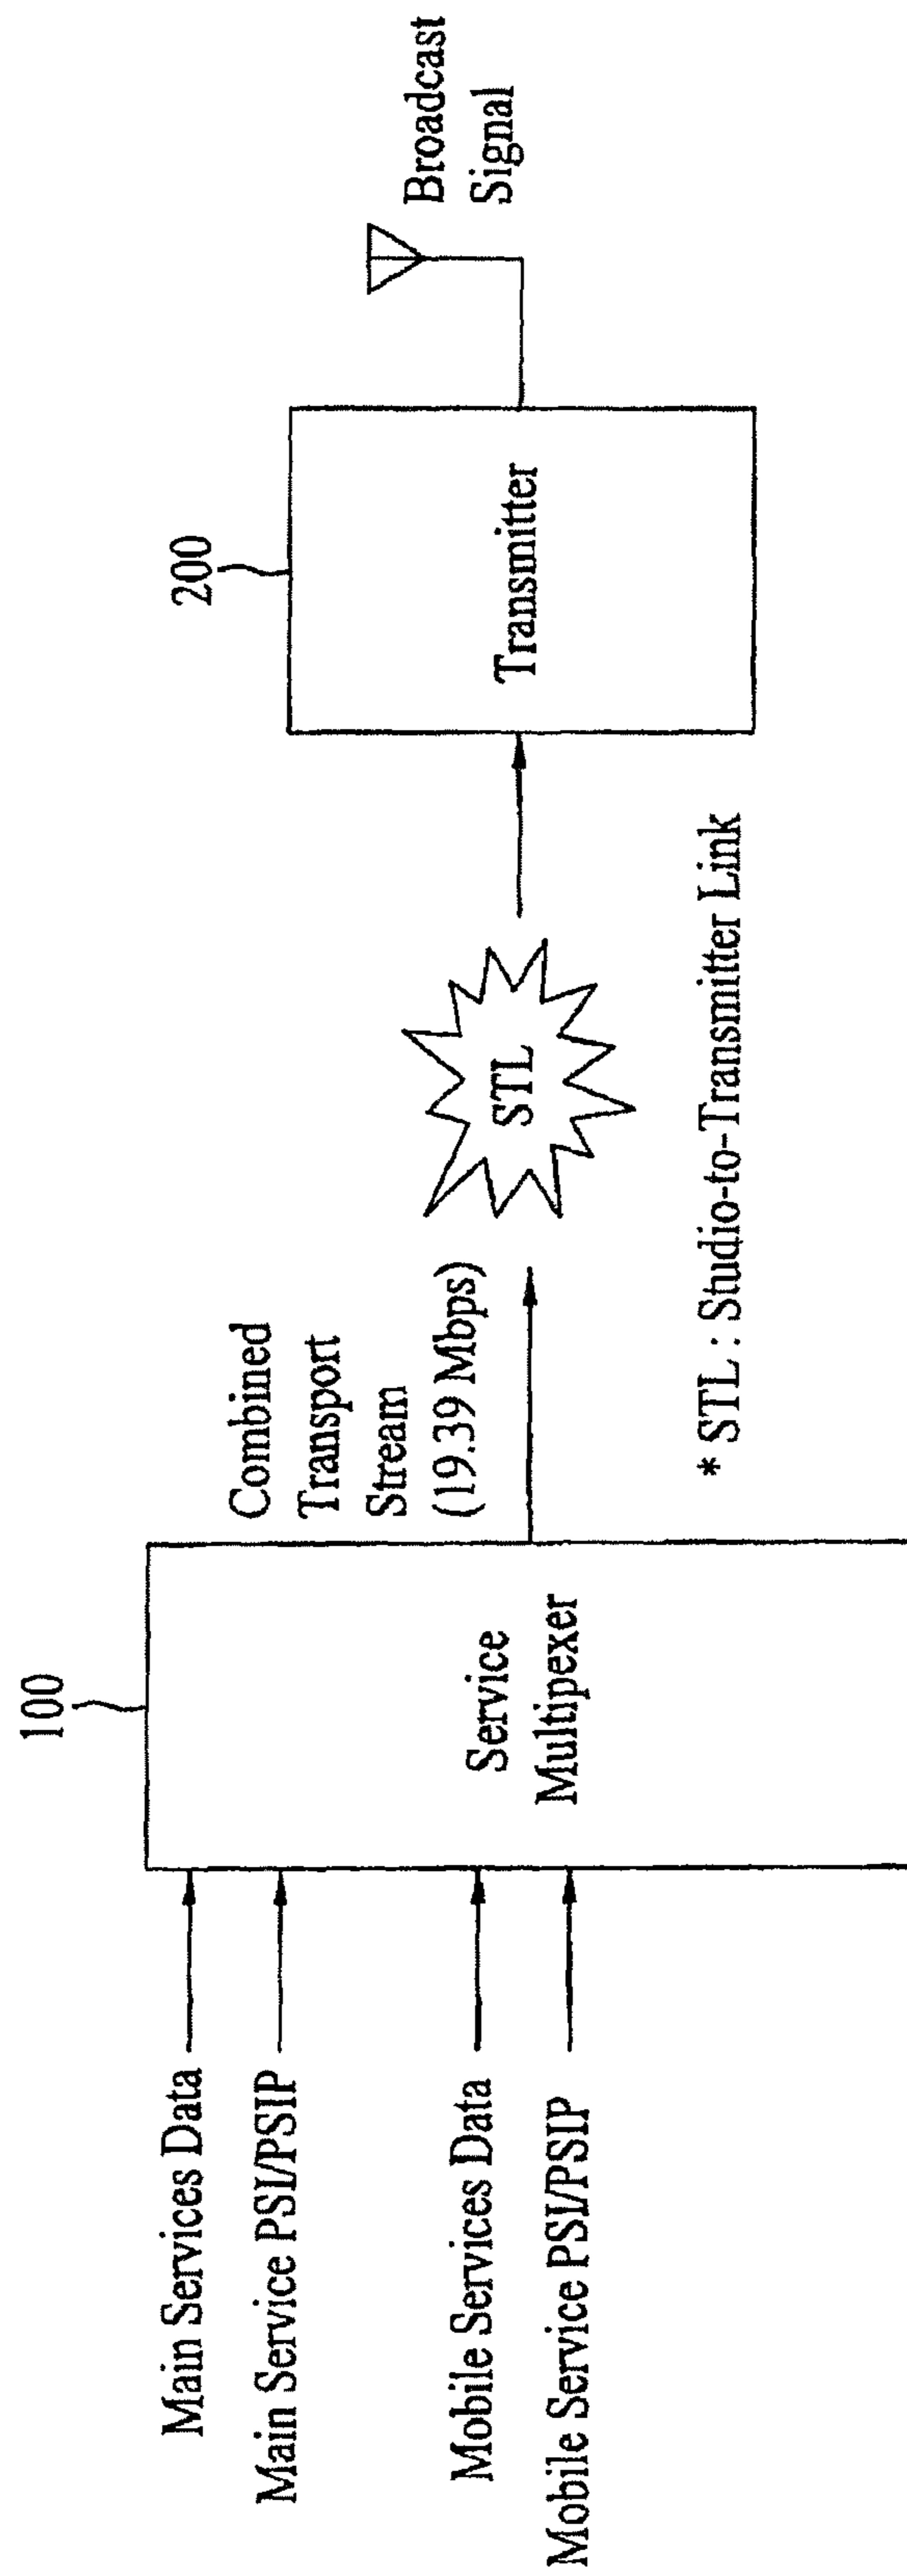 100
200
Main Services Data
Main Service PSI/PSIP
Mobile Services Data
Mobile Service PSI/PSIP
Service
Multipexer
Combined
Transport
Stream
(19.39 Mbps)
STL
Transmitter
Broadcast
Signal
* STL : Studio-to-Transmitter Link